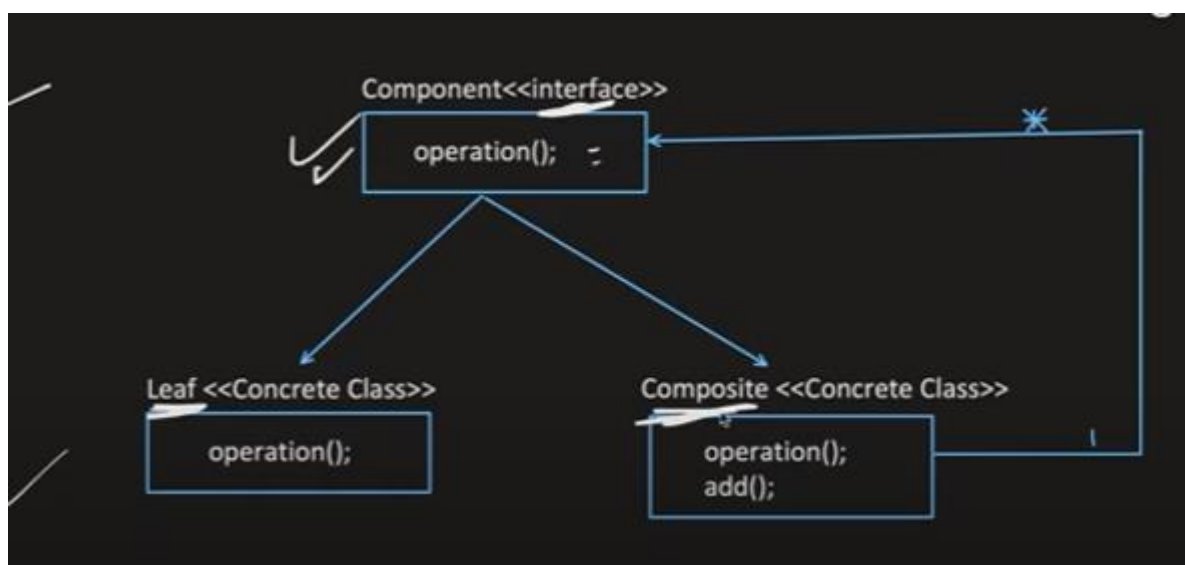 Component<<interface>>
operation();
*
Leaf <<Concrete Class>>
operation();
Composite <<Concrete Class>>
operation();
add();
1